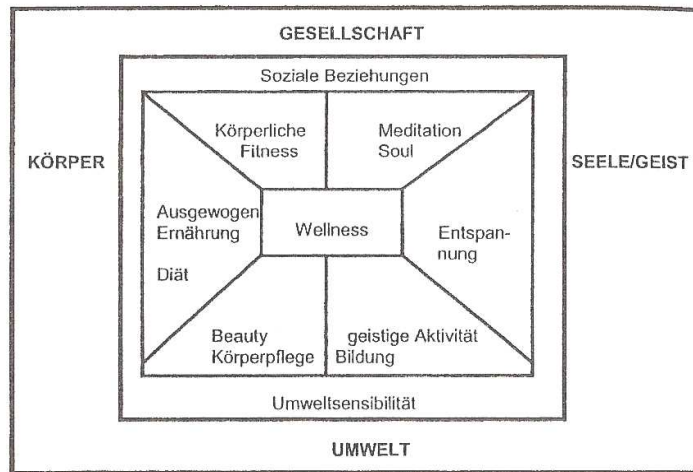 GESELLSCHAFT
Soziale Beziehungen
Körperliche
Fitness
Meditation
Soul
KÖRPER
SEELE/GEIST
Ausgewogen
Ernährung
Diät
Wellness
Entspan-
nung
Beauty
Körperpflege
geistige Aktivität
Bildung
Umweltsensibilität
UMWELT